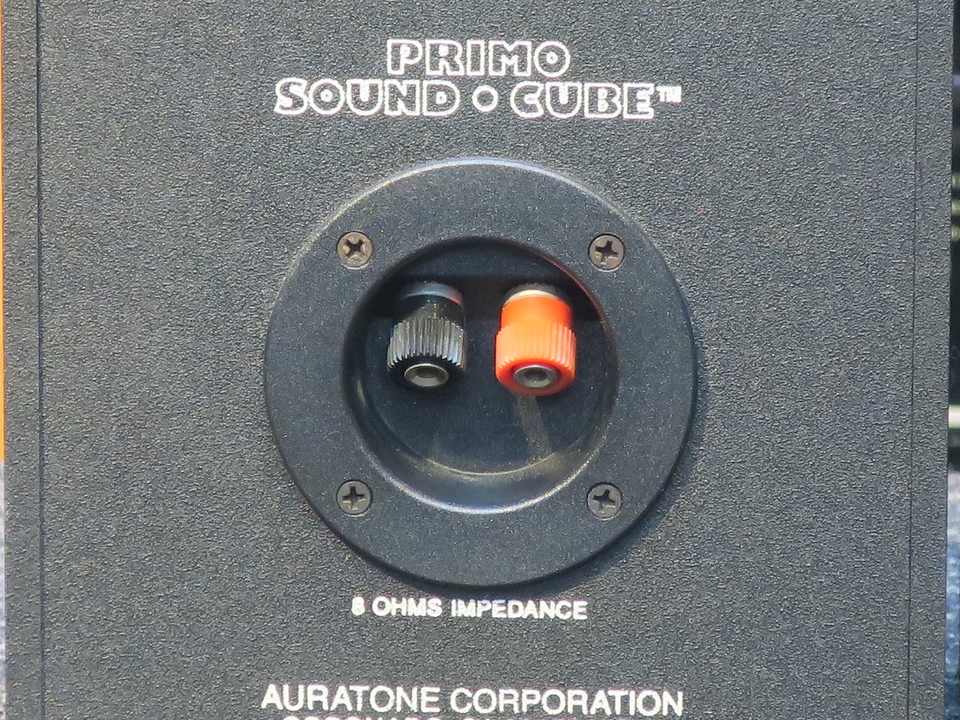 PRIMO
SOUND • CUBE™
8 OHMS IMPEDANCE
AURATONE CORPORATION